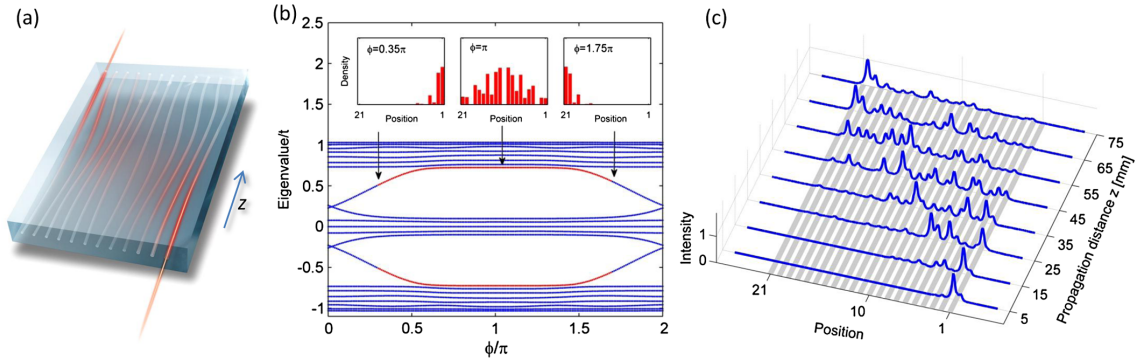 (a)
z
(b)
2.5
2
1.5
1
0.5
0
-0.5
-1
Eigenvalue/t
Density
ϕ=0.35π
21 1
Position
ϕ=π
21 1
Position
ϕ=1.75π
21 1
Position
0 0.5 1 1.5 2
ϕ/π
(c)
Intensity
1
0
21 10 1
Position
5
15
25
35
45
55
65
75
Propagation distance z [mm]